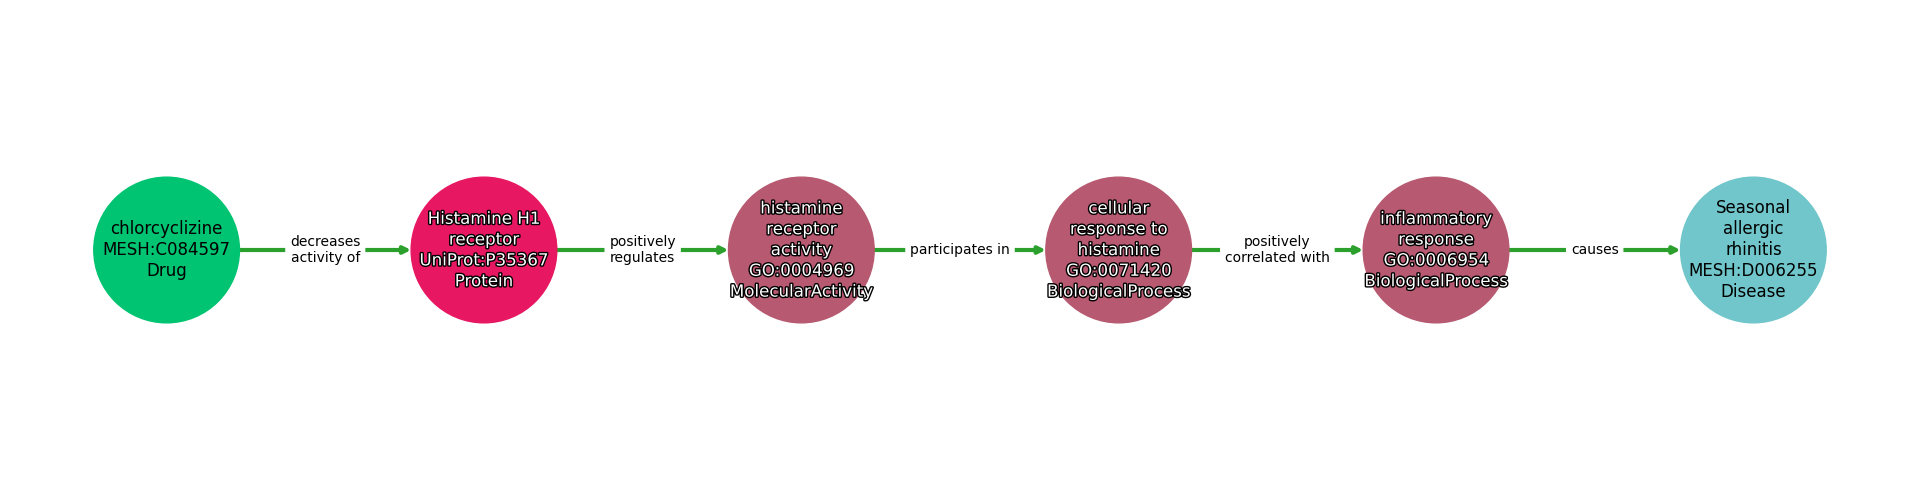 chlorcyclizine
MESH:C084597
Drug
decreases
activity of
Histamine H1
receptor
UniProt:P35367
Protein
positively
regulates
histamine
receptor
activity
GO:0004969
MolecularActivity
participates in
cellular
response to
histamine
GO:0071420
BiologicalProcess
positively
correlated with
inflammatory
response
GO:0006954
BiologicalProcess
causes
Seasonal
allergic
rhinitis
MESH:D006255
Disease